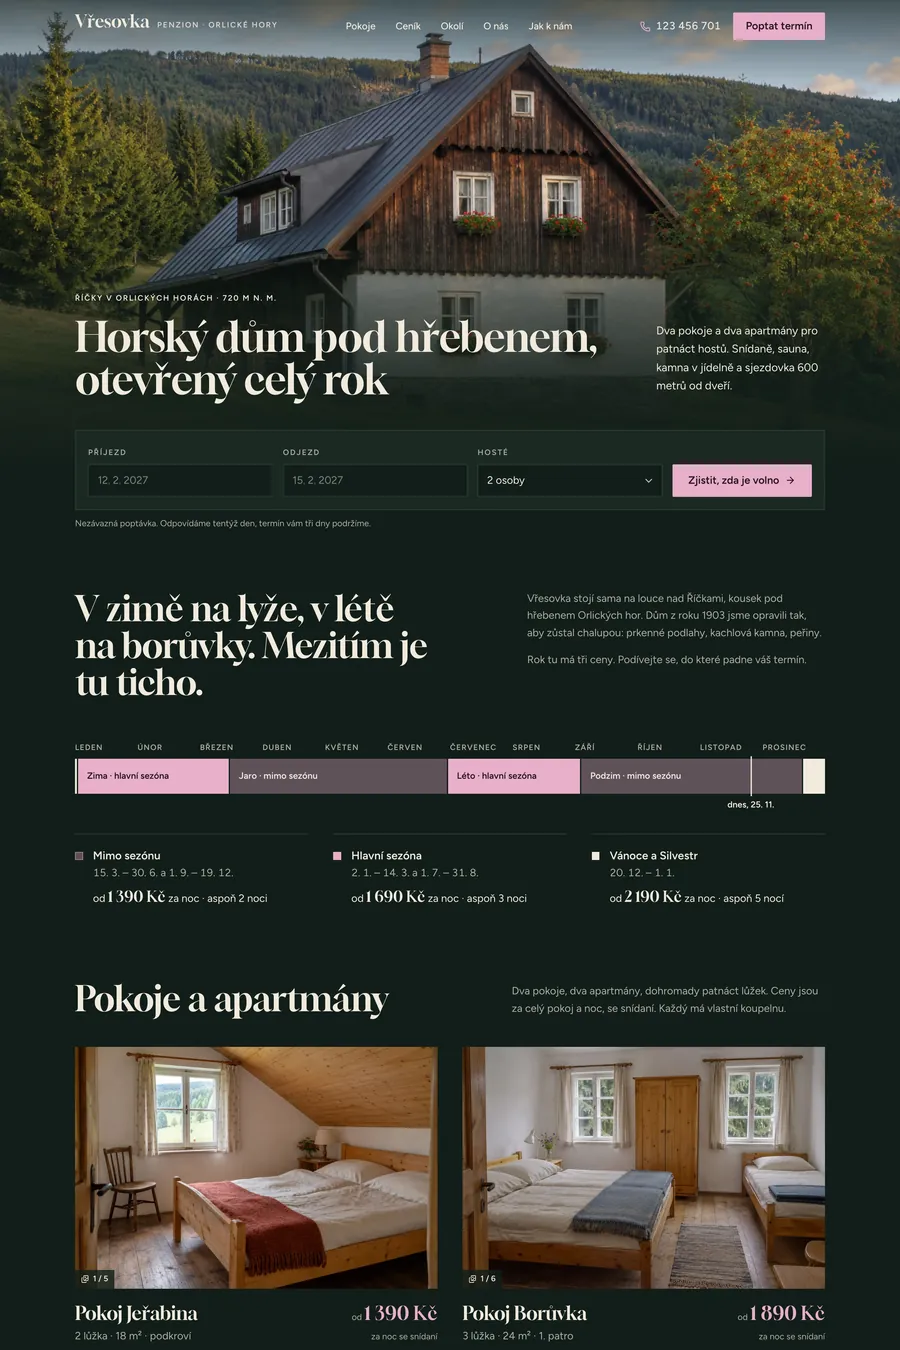 Vřesovka PENZION · ORLICKÉ HORY
Pokoje Ceník Okolí O nás Jak k nám
123 456 701
Poptat termín
ŘÍČKY V ORLICKÝCH HORÁCH · 720 M N. M.
Horský dům pod hřebenem,
otevřený celý rok
Dva pokoje a dva apartmány pro
patnáct hostů. Snídaně, sauna,
kamna v jídelně a sjezdovka 600
metrů od dveří.
PŘÍJEZD ODJEZD HOSTÉ
12. 2. 2027 15. 2. 2027 2 osoby Zjistit, zda je volno →
Nezávazná poptávka. Odpovídáme tentýž den, termín vám tři dny podržíme.
V zimě na lyže, v létě
na borůvky. Mezitím je
tu ticho.
Vřesovka stojí sama na louce nad Říčkami, kousek pod
hřebenem Orlických hor. Dům z roku 1903 jsme opravili tak,
aby zůstal chalupou: prkenné podlahy, kachlová kamna, peřiny.
Rok tu má tři ceny. Podívejte se, do které padne váš termín.
LEDEN ÚNOR BŘEZEN DUBEN KVĚTEN ČERVEN ČERVENEC SRPEN ZÁŘÍ ŘÍJEN LISTOPAD PROSINEC
Zima · hlavní sezóna Jaro · mimo sezónu Léto · hlavní sezóna Podzim · mimo sezónu
dnes, 25. 11.
Mimo sezónu
15. 3. – 30. 6. a 1. 9. – 19. 12.
od 1 390 Kč za noc · aspoň 2 noci
Hlavní sezóna
2. 1. – 14. 3. a 1. 7. – 31. 8.
od 1 690 Kč za noc · aspoň 3 noci
Vánoce a Silvestr
20. 12. – 1. 1.
od 2 190 Kč za noc · aspoň 5 nocí
Pokoje a apartmány
Dva pokoje, dva apartmány, dohromady patnáct lůžek. Ceny jsou
za celý pokoj a noc, se snídaní. Každý má vlastní koupelnu.
1 / 5
1 / 6
Pokoj Jeřabina od 1 390 Kč
2 lůžka · 18 m² · podkroví za noc se snídaní
Pokoj Borůvka od 1 890 Kč
3 lůžka · 24 m² · 1. patro za noc se snídaní